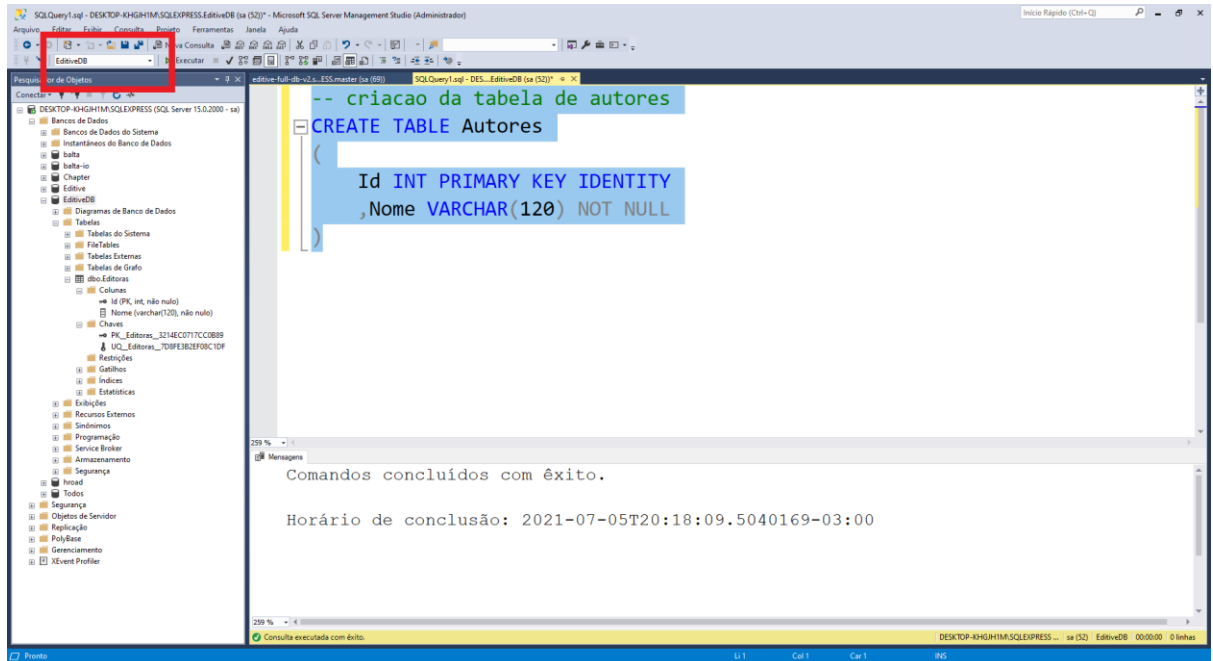 SQLQuery1.sql - DESKTOP-KHGJH1M\SQLEXPRESS.EditiveDB (sa (52))* - Microsoft SQL Server Management Studio (Administrador)
Início Rápido (Ctrl+Q)
Arquivo Editar Exibir Consulta Projeto Ferramentas Janela Ajuda
Nova Consulta
EditiveDB
Executar
Pesquisador de Objetos
editive-full-db-v2.s...ESS.master (sa (69))
SQLQuery1.sql - DES....EditiveDB (sa (52))*
Conectar
DESKTOP-KHGJH1M\SQLEXPRESS (SQL Server 15.0.2000 - sa)
Bancos de Dados
Bancos de Dados do Sistema
Instantâneos do Banco de Dados
balta
balta-io
Chapter
Editive
EditiveDB
Diagramas de Banco de Dados
Tabelas
Tabelas do Sistema
FileTables
Tabelas Externas
Tabelas de Grafo
dbo.Editoras
Colunas
Id (PK, int, não nulo)
Nome (varchar(120), não nulo)
Chaves
PK__Editoras__3214EC0717CC0B89
UQ__Editoras__7D8FE3B2EF08C1DF
Restrições
Gatilhos
Índices
Estatísticas
Exibições
Recursos Externos
Sinônimos
Programação
Service Broker
Armazenamento
Segurança
hroad
Todos
Segurança
Objetos de Servidor
Replicação
PolyBase
Gerenciamento
XEvent Profiler
-- criacao da tabela de autores
CREATE TABLE Autores
(
Id INT PRIMARY KEY IDENTITY
,Nome VARCHAR(120) NOT NULL
)
259 %
Mensagens
Comandos concluídos com êxito.
Horário de conclusão: 2021-07-05T20:18:09.5040169-03:00
259 %
Consulta executada com êxito.
DESKTOP-KHGJH1M\SQLEXPRESS ... sa (52) EditiveDB 00:00:00 0 linhas
Pronto
Li 1 Col 1 Car 1 INS